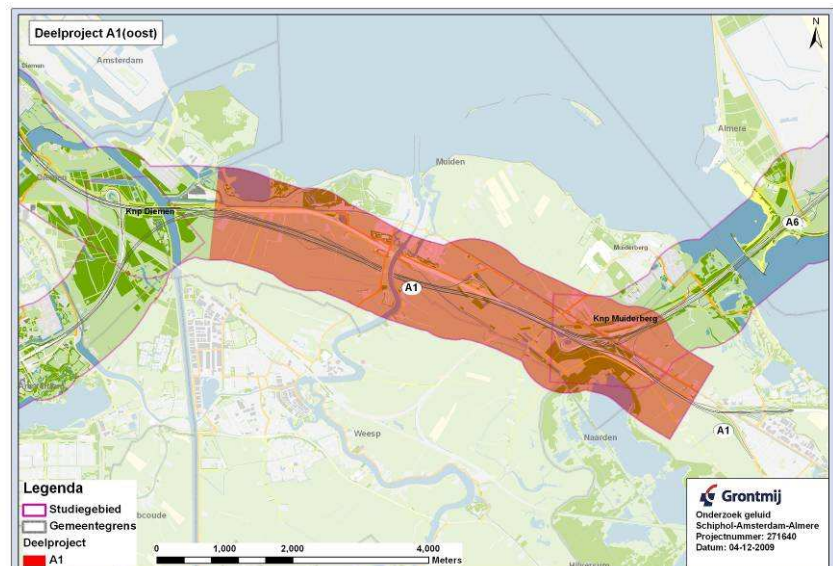 Deelproject A1(oost)
N
Diemen
Amsterdam
Almere
Muiden
Knp Diemen
Muiderberg
A6
A1
Knp Muiderberg
A1
Naarden
Weesp
Legenda
Studiegebied
Gemeentegrens
Deelproject
A1
0 1,000 2,000 4,000
Meters
Grontmij
Onderzoek geluid
Schiphol-Amsterdam-Almere
Projectnummer: 271640
Datum: 04-12-2009